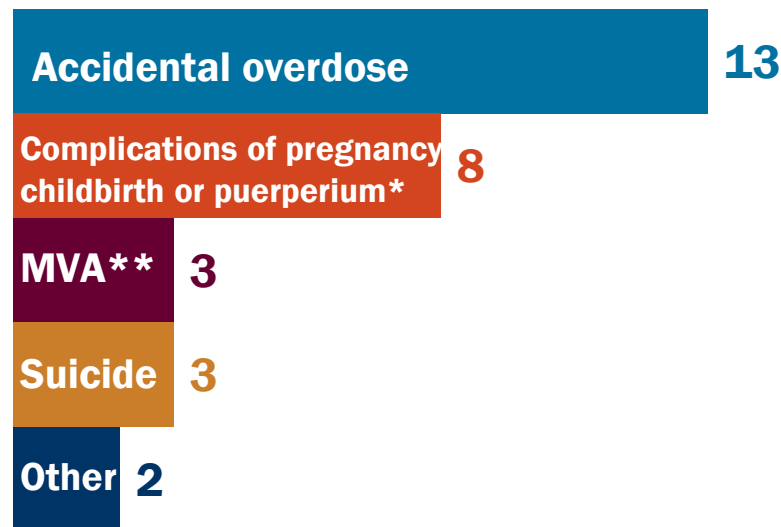 Accidental overdose 13
Complications of pregnancy
childbirth or puerperium* 8
MVA** 3
Suicide 3
Other 2